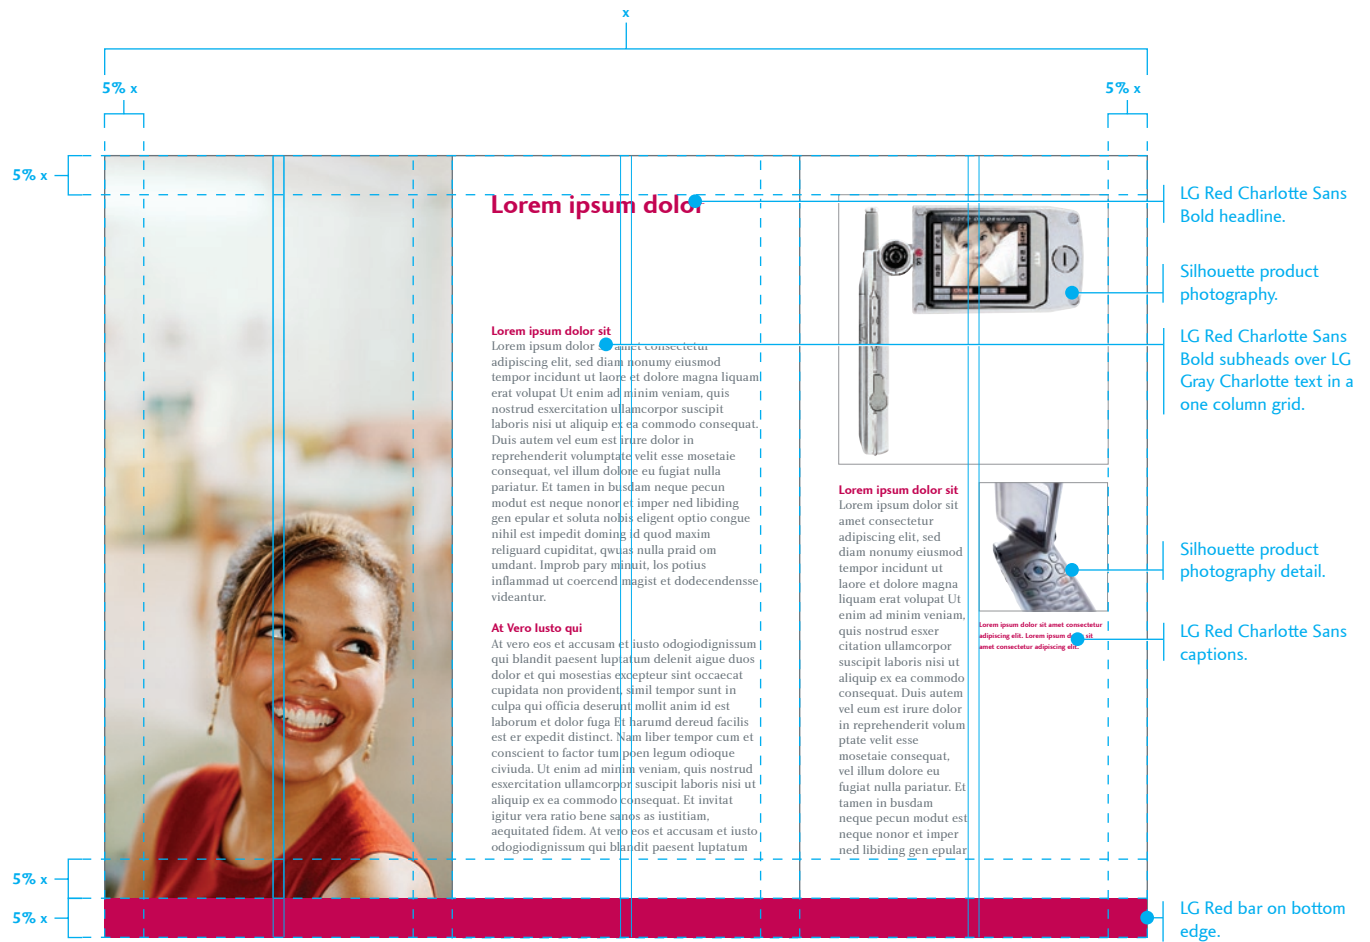 x
5% x
5% x
5% x
Lorem ipsum dolor
Lorem ipsum dolor sit
Lorem ipsum dolor amet consectetur
adipiscing elit, sed diam nonumy eiusmod
tempor incidunt ut laore et dolore magna liquam
erat volupat Ut enim ad minim veniam, quis
nostrud exsercitation ullamcorpor suscipit
laboris nisi ut aliquip ex ea commodo consequat.
Duis autem vel eum est irure dolor in
reprehenderit volumptate velit esse mosetaie
consequat, vel illum dolore eu fugiat nulla
pariatur. Et tamen in busdam neque pecun
modut est neque nonor et imper ned libiding
gen epular et soluta nobis eligent optio congue
nihil est impedit doming id quod maxim
religuard cupiditat, qwuas nulla praid om
umdant. Improb pary minuit, los potius
inflammad ut coercend magist et dodecendensse
videantur.
At Vero Iusto qui
At vero eos et accusam et iusto odogiodignissum
qui blandit paesent luptatum delenit aigue duos
dolor et qui mosestias excepteur sint occaecat
cupidata non provident, simil tempor sunt in
culpa qui officia deserunt mollit anim id est
laborum et dolor fuga Et harumd dereud facilis
est er expedit distinct. Nam liber tempor cum et
conscient to factor tum poen legum odioque
civiuda. Ut enim ad minim veniam, quis nostrud
exsercitation ullamcorpor suscipit laboris nisi ut
aliquip ex ea commodo consequat. Et invitat
igitur vera ratio bene sanos as iustitiam,
aequitated fidem. At vero eos et accusam et iusto
odogiodignissum qui blandit paesent luptatum
Lorem ipsum dolor sit
Lorem ipsum dolor sit
amet consectetur
adipiscing elit, sed
diam nonumy eiusmod
tempor incidunt ut
laore et dolore magna
liquam erat volupat Ut
enim ad minim veniam,
quis nostrud exser
citation ullamcorpor
suscipit laboris nisi ut
aliquip ex ea commodo
consequat. Duis autem
vel eum est irure dolor
in reprehenderit volum
ptate velit esse
mosetaie consequat,
vel illum dolore eu
fugiat nulla pariatur. Et
tamen in busdam
neque pecun modut est
neque nonor et imper
ned libiding gen epular
Lorem ipsum dolor sit amet consectetur
adipiscing elit. Lorem ipsum sit
amet consectetur adipiscing elit.
LG Red Charlotte Sans
Bold headline.
Silhouette product
photography.
LG Red Charlotte Sans
Bold subheads over LG
Gray Charlotte text in a
one column grid.
Silhouette product
photography detail.
LG Red Charlotte Sans
captions.
5% x
5% x
LG Red bar on bottom
edge.